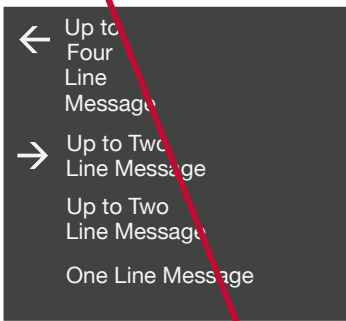 ← Up to
Four
Line
Message
→ Up to Two
Line Message
Up to Two
Line Message
One Line Message